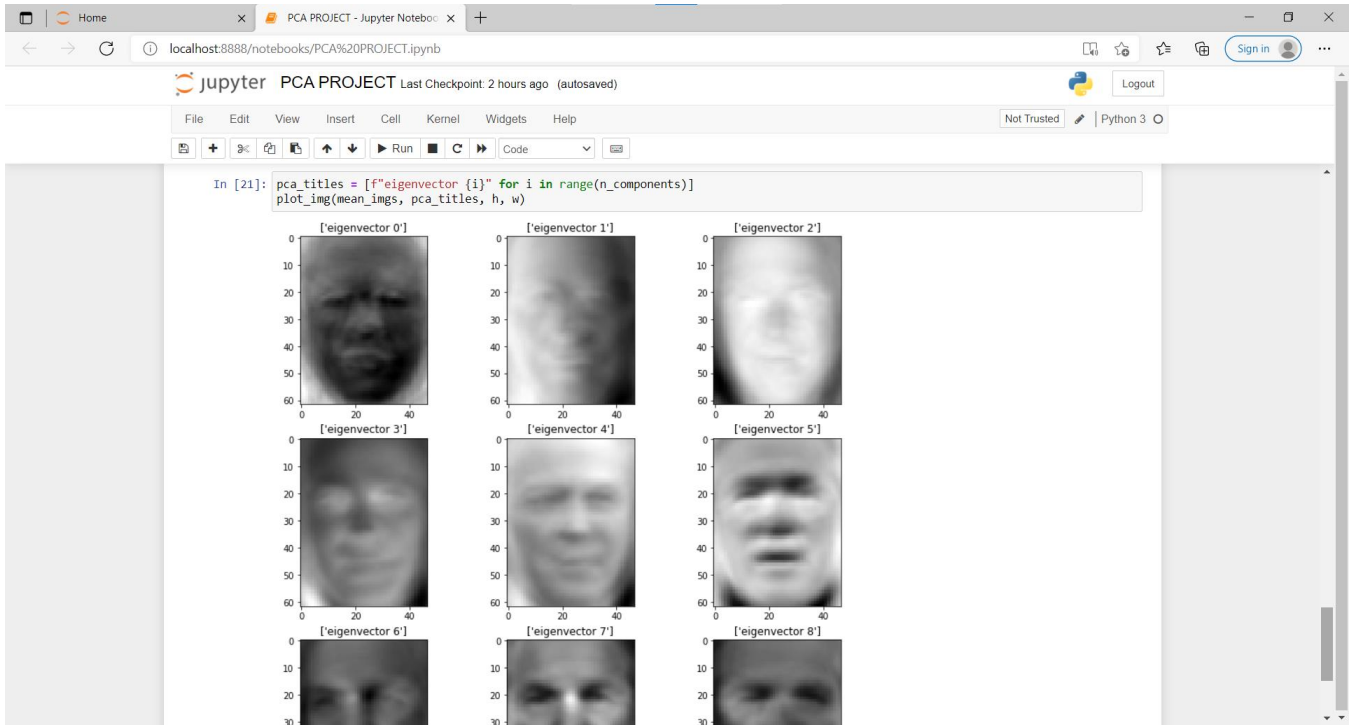 Home
PCA PROJECT - Jupyter Noteboo
localhost:8888/notebooks/PCA%20PROJECT.ipynb
Sign in
jupyter PCA PROJECT Last Checkpoint: 2 hours ago (autosaved)
Logout
File Edit View Insert Cell Kernel Widgets Help
Not Trusted Python 3
Run Code
In [21]: pca_titles = [f"eigenvector {i}" for i in range(n_components)]
plot_img(mean_imgs, pca_titles, h, w)
['eigenvector 0'] ['eigenvector 1'] ['eigenvector 2']
0 0 0
10 10 10
20 20 20
30 30 30
40 40 40
50 50 50
60 60 60
0 20 40 0 20 40 0 20 40
['eigenvector 3'] ['eigenvector 4'] ['eigenvector 5']
0 0 0
10 10 10
20 20 20
30 30 30
40 40 40
50 50 50
60 60 60
0 20 40 0 20 40 0 20 40
['eigenvector 6'] ['eigenvector 7'] ['eigenvector 8']
0 0 0
10 10 10
20 20 20
30 30 30